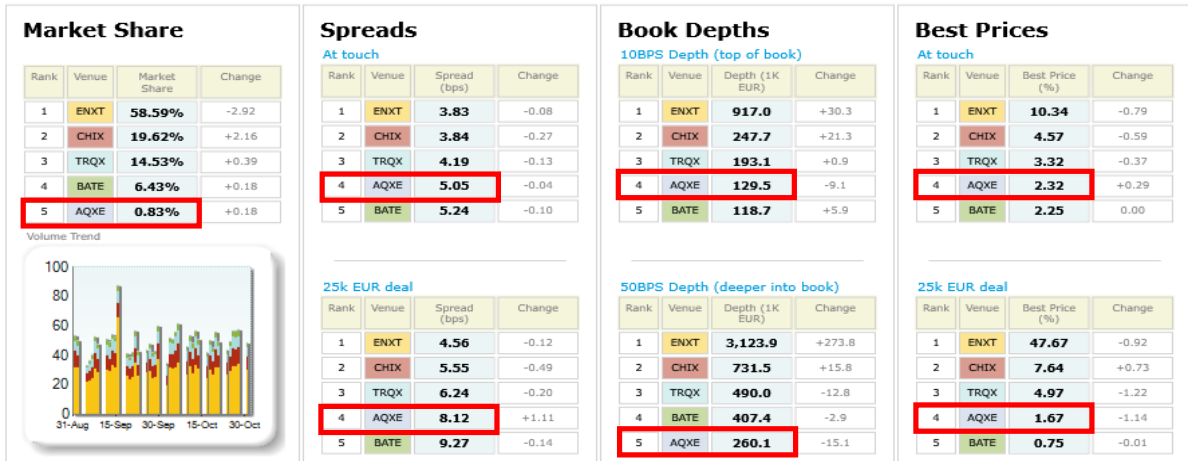 Market Share
Rank Venue Market Share Change
1 ENXT 58.59% -2.92
2 CHIX 19.62% +2.16
3 TRQX 14.53% +0.39
4 BATE 6.43% +0.18
5 AQXE 0.83% +0.18
Volume Trend
100
80
60
40
20
0
31-Aug 15-Sep 30-Sep 15-Oct 30-Oct
Spreads
At touch
Rank Venue Spread (bps) Change
1 ENXT 3.83 -0.08
2 CHIX 3.84 -0.27
3 TRQX 4.19 -0.13
4 AQXE 5.05 -0.04
5 BATE 5.24 -0.10
25k EUR deal
Rank Venue Spread (bps) Change
1 ENXT 4.56 -0.12
2 CHIX 5.55 -0.49
3 TRQX 6.24 -0.20
4 AQXE 8.12 +1.11
5 BATE 9.27 -0.14
Book Depths
10BPS Depth (top of book)
Rank Venue Depth (1K EUR) Change
1 ENXT 917.0 +30.3
2 CHIX 247.7 +21.3
3 TRQX 193.1 +0.9
4 AQXE 129.5 -9.1
5 BATE 118.7 +5.9
50BPS Depth (deeper into book)
Rank Venue Depth (1K EUR) Change
1 ENXT 3,123.9 +273.8
2 CHIX 731.5 +15.8
3 TRQX 490.0 -12.8
4 BATE 407.4 -2.9
5 AQXE 260.1 -15.1
Best Prices
At touch
Rank Venue Best Price (%) Change
1 ENXT 10.34 -0.79
2 CHIX 4.57 -0.59
3 TRQX 3.32 -0.37
4 AQXE 2.32 +0.29
5 BATE 2.25 0.00
25k EUR deal
Rank Venue Best Price (%) Change
1 ENXT 47.67 -0.92
2 CHIX 7.64 +0.73
3 TRQX 4.97 -1.22
4 AQXE 1.67 -1.14
5 BATE 0.75 -0.01